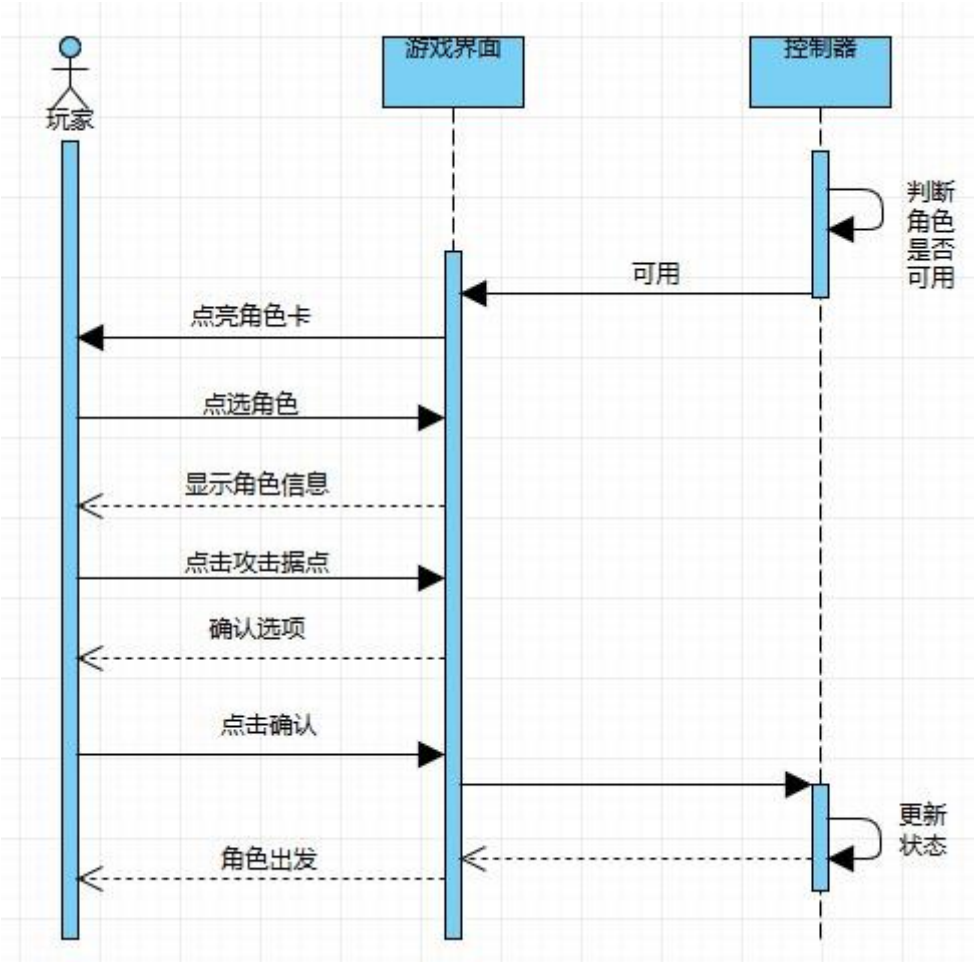 游戏界面
控制器
玩家
判断
角色
是否
可用
可用
点亮角色卡
点选角色
显示角色信息
点击攻击据点
确认选项
点击确认
更新
状态
角色出发